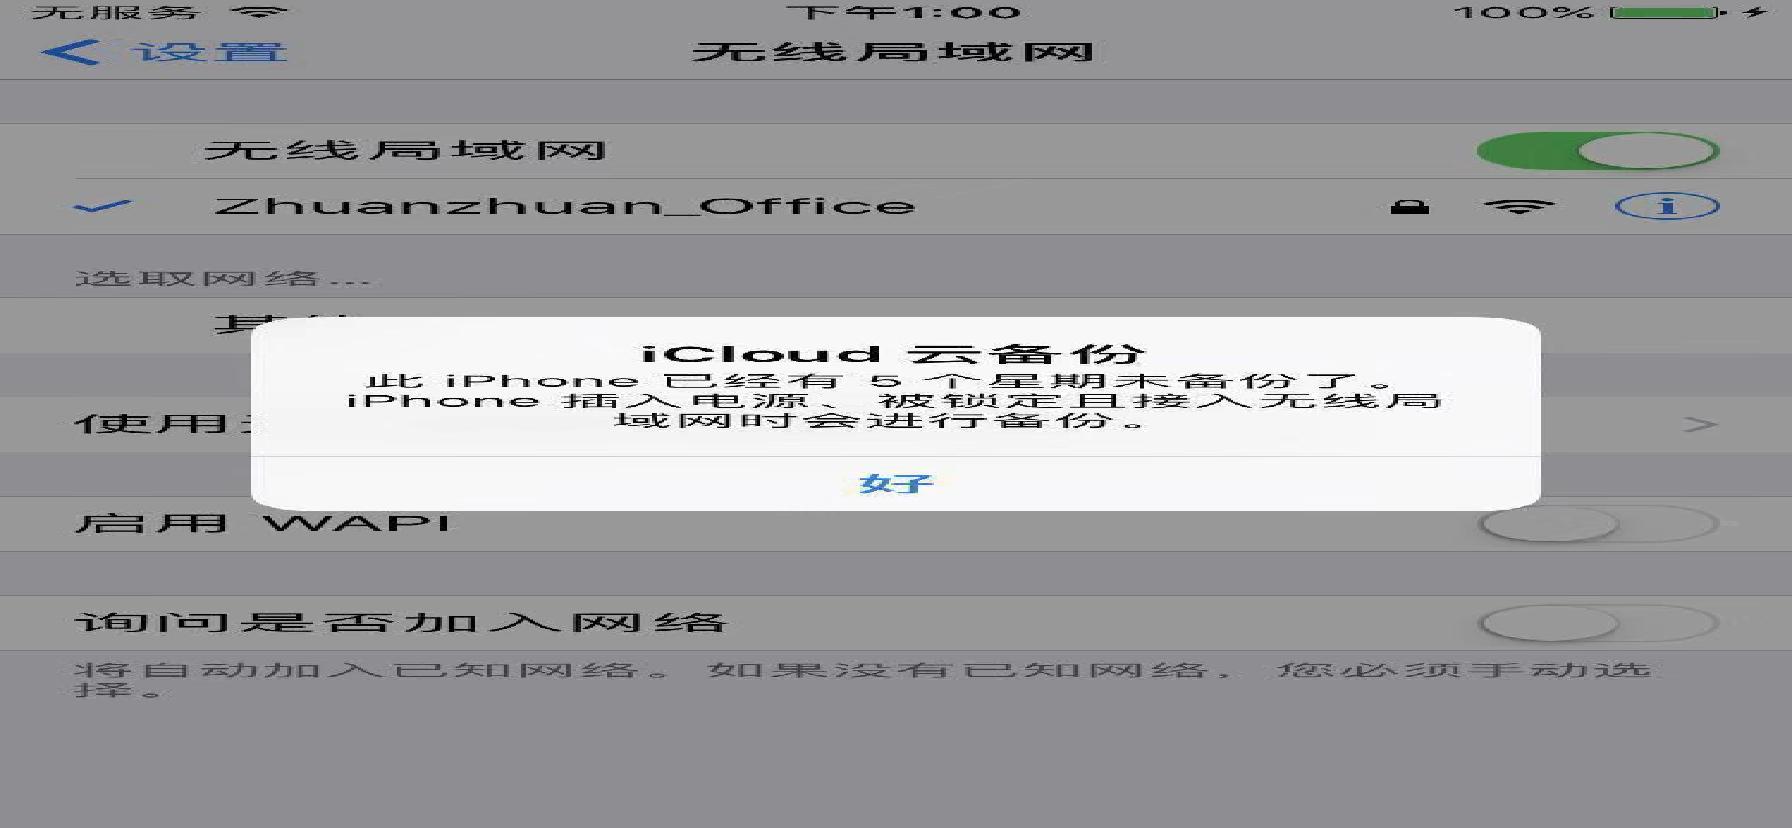 无服务 下午1:00 100%
设置 无线局域网
无线局域网
Zhuanzhuan_Office
选取网络...
iCloud 云备份
此 iPhone 已经有 5 个星期未备份了。
iPhone 插入电源、被锁定且接入无线局
域网时会进行备份。
使用
好
启用 WAPI
询问是否加入网络
将自动加入已知网络。如果没有已知网络，您必须手动选
择。